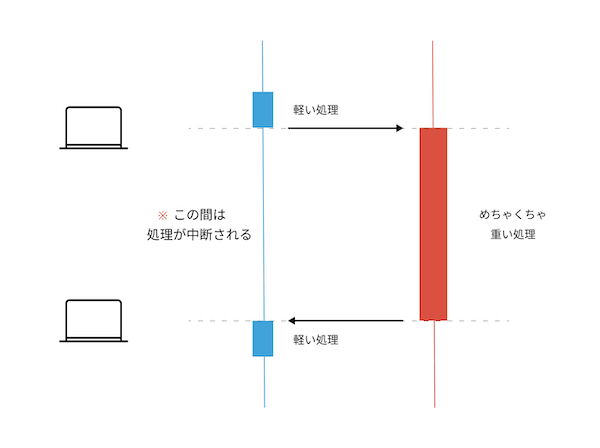 軽い処理
※ この間は
処理が中断される
めちゃくちゃ
重い処理
軽い処理